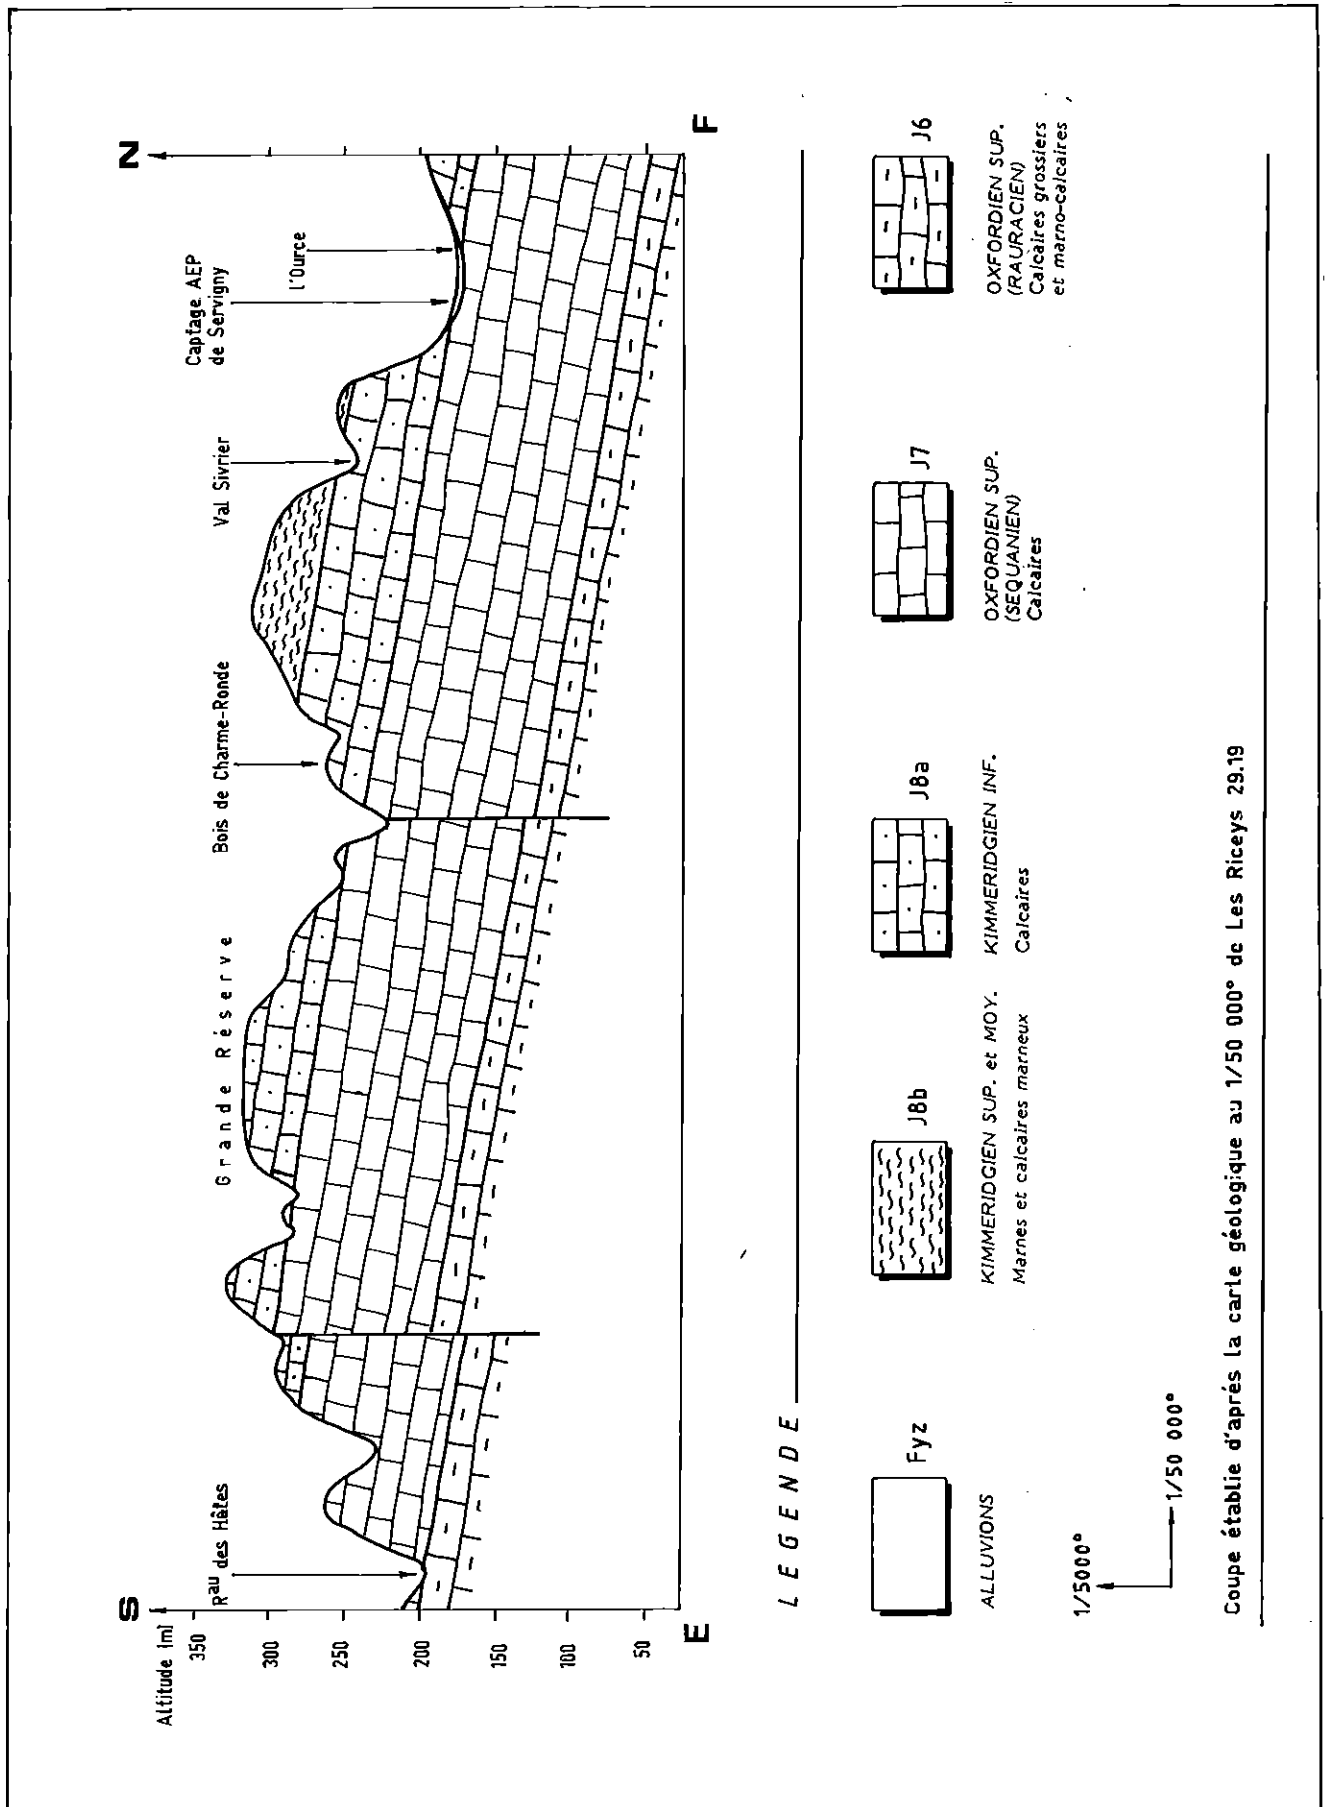 S
N
Altitude (m)
350
300
250
200
150
100
50
Rau des Hâtes
Grande Réserve
Bois de Charme-Ronde
Val Sivrier
Captage AEP
de Servigny
l'Ource
E
F
LEGENDE
Fyz
ALLUVIONS
J8b
KIMMERIDGIEN SUP. et MOY.
Marnes et calcaires marneux
J8a
KIMMERIDGIEN INF.
Calcaires
J7
OXFORDIEN SUP.
(SEQUANIEN)
Calcaires
J6
OXFORDIEN SUP.
(RAURACIEN)
Calcaires grossiers
et marno-calcaires
1/5000°
1/50 000°
Coupe établie d'aprés la carte géologique au 1/50 000° de Les Riceys 29.19